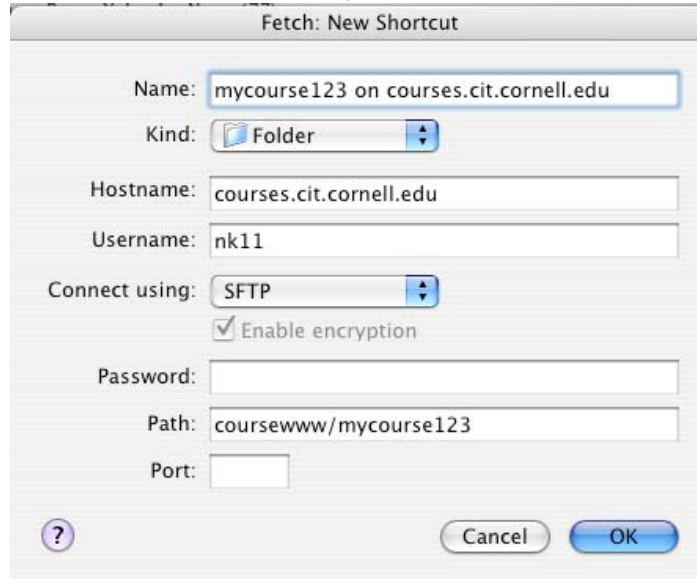 Fetch: New Shortcut
Name: mycourse123 on courses.cit.cornell.edu
Kind: Folder
Hostname: courses.cit.cornell.edu
Username: nk11
Connect using: SFTP
Enable encryption
Password:
Path: coursewww/mycourse123
Port:
? Cancel OK